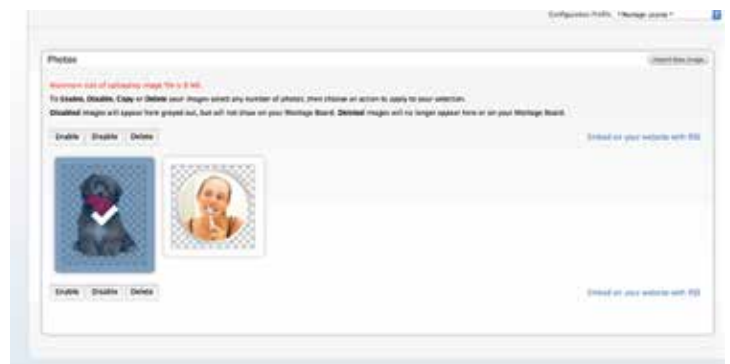 Configuration Profile: *Manage
Photos
Maximum size of uploading image file is 8 MB.
To Enable, Disable, Copy or Delete your images select any number of photos, then choose an action to apply to your selection.
Disabled images will appear here grayed out, but will not show on your Montage Board. Deleted images will no longer appear here or on your Montage Board.
Enable Disable Delete
Embed on your website with RSS
Enable Disable Delete
Embed on your website with RSS